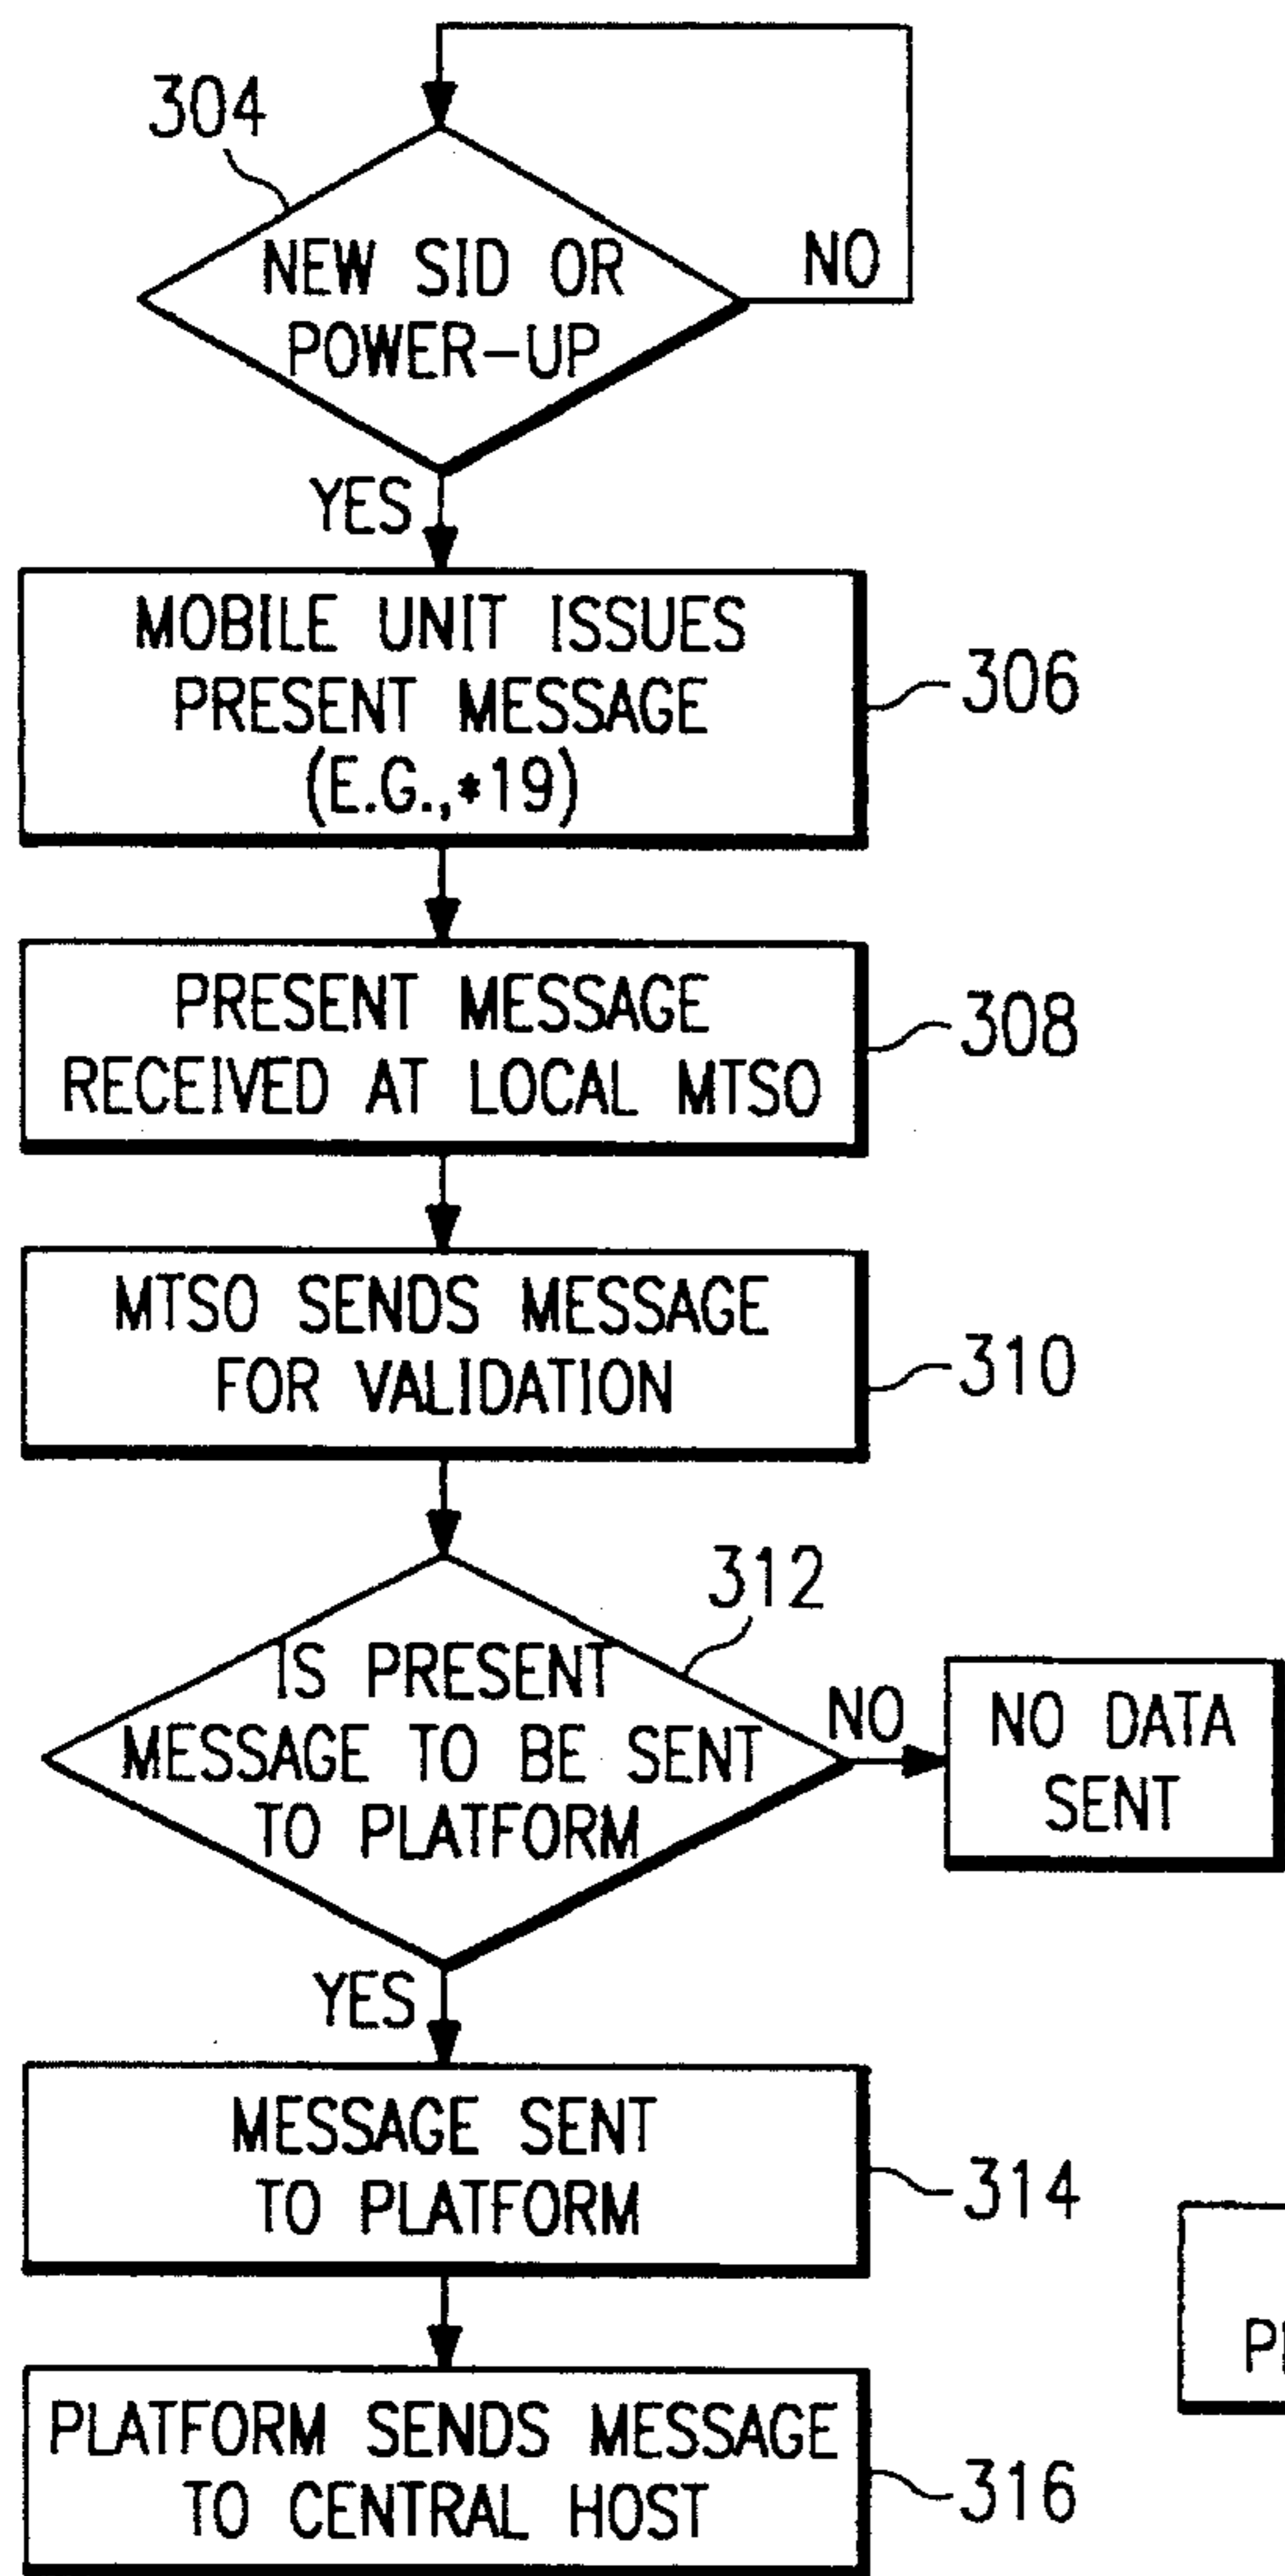 304
NEW SID OR
POWER-UP
NO
YES
MOBILE UNIT ISSUES
PRESENT MESSAGE
(E.G.,*19)
306
PRESENT MESSAGE
RECEIVED AT LOCAL MTSO
308
MTSO SENDS MESSAGE
FOR VALIDATION
310
312
IS PRESENT
MESSAGE TO BE SENT
TO PLATFORM
NO
NO DATA
SENT
YES
MESSAGE SENT
TO PLATFORM
314
PLATFORM SENDS MESSAGE
TO CENTRAL HOST
316